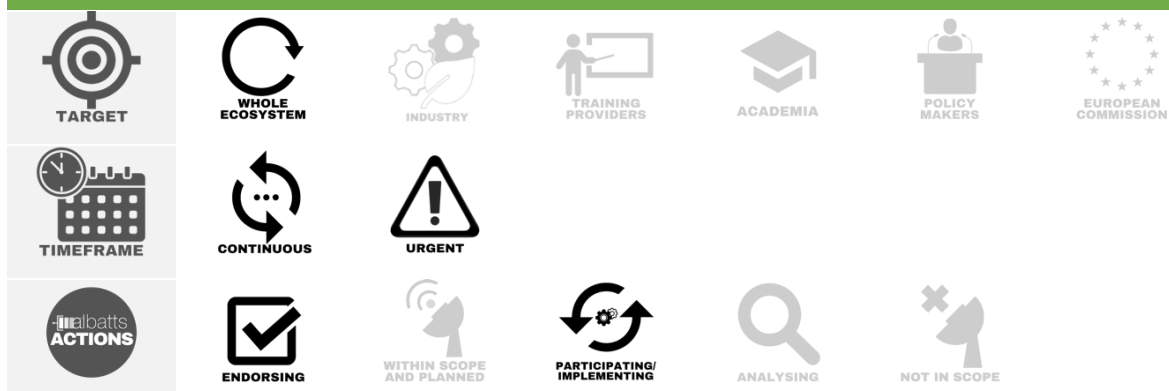 TARGET
WHOLE
ECOSYSTEM
INDUSTRY
TRAINING
PROVIDERS
ACADEMIA
POLICY
MAKERS
EUROPEAN
COMMISSION
TIMEFRAME
CONTINUOUS
URGENT
albatts
ACTIONS
ENDORSING
WITHIN SCOPE
AND PLANNED
PARTICIPATING/
IMPLEMENTING
ANALYSING
NOT IN SCOPE